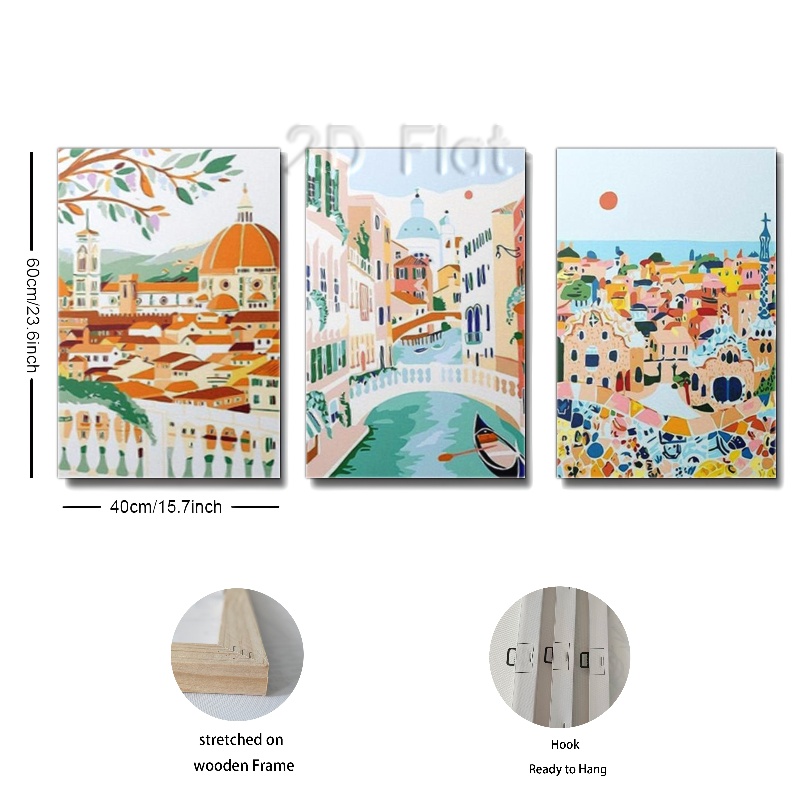 2D Flat
60cm/23.6inch
40cm/15.7inch
stretched on
wooden Frame
Hook
Ready to Hang